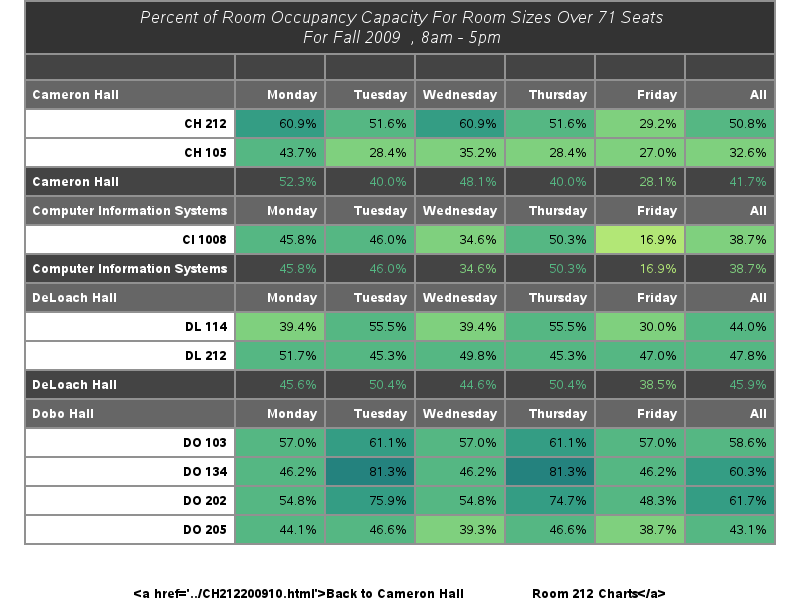 Percent of Room Occupancy Capacity For Room Sizes Over 71 Seats
For Fall 2009 , 8am - 5pm
Cameron Hall Monday Tuesday Wednesday Thursday Friday All
CH 212 60.9% 51.6% 60.9% 51.6% 29.2% 50.8%
CH 105 43.7% 28.4% 35.2% 28.4% 27.0% 32.6%
Cameron Hall 52.3% 40.0% 48.1% 40.0% 28.1% 41.7%
Computer Information Systems Monday Tuesday Wednesday Thursday Friday All
CI 1008 45.8% 46.0% 34.6% 50.3% 16.9% 38.7%
Computer Information Systems 45.8% 46.0% 34.6% 50.3% 16.9% 38.7%
DeLoach Hall Monday Tuesday Wednesday Thursday Friday All
DL 114 39.4% 55.5% 39.4% 55.5% 30.0% 44.0%
DL 212 51.7% 45.3% 49.8% 45.3% 47.0% 47.8%
DeLoach Hall 45.6% 50.4% 44.6% 50.4% 38.5% 45.9%
Dobo Hall Monday Tuesday Wednesday Thursday Friday All
DO 103 57.0% 61.1% 57.0% 61.1% 57.0% 58.6%
DO 134 46.2% 81.3% 46.2% 81.3% 46.2% 60.3%
DO 202 54.8% 75.9% 54.8% 74.7% 48.3% 61.7%
DO 205 44.1% 46.6% 39.3% 46.6% 38.7% 43.1%
<a href='../CH212200910.html'>Back to Cameron Hall Room 212 Charts</a>